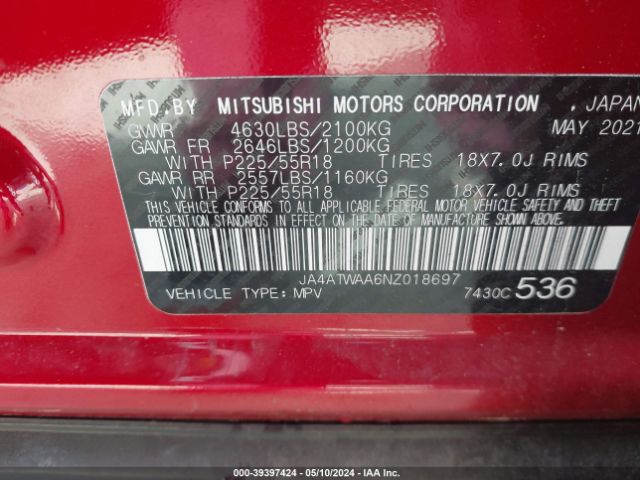 MFD BY MITSUBISHI MOTORS CORPORATION , JAPAN
GVWR 4630LBS/2100KG MAY 2021
GAWR FR 2646LBS/1200KG
WITH P225/55R18 TIRES 18X7.0J RIMS
GAWR RR 2557LBS/1160KG
WITH P225/55R18 TIRES 18X7.0J RIMS
THIS VEHICLE CONFORMS TO ALL APPLICABLE FEDERAL MOTOR VEHICLE SAFETY AND THEFT
PREVENTION STANDARDS IN EFFECT ON THE DATE OF MANUFACTURE SHOWN ABOVE.
JA4ATWAA6NZ018697
VEHICLE TYPE: MPV 7430C 536
IAA 39397424 - 05/10/2024 - IAAI.com